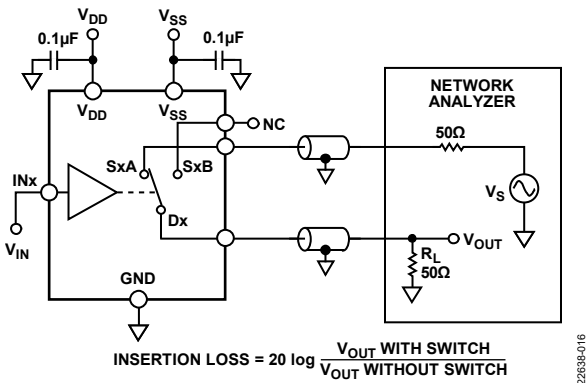 VDD
VSS
0.1µF
0.1µF
VDD
VSS
NC
SxA
SxB
INx
Dx
VIN
GND
NETWORK
ANALYZER
50Ω
VS
VOUT
RL
50Ω
INSERTION LOSS = 20 log VOUT WITH SWITCH
VOUT WITHOUT SWITCH
22638-016